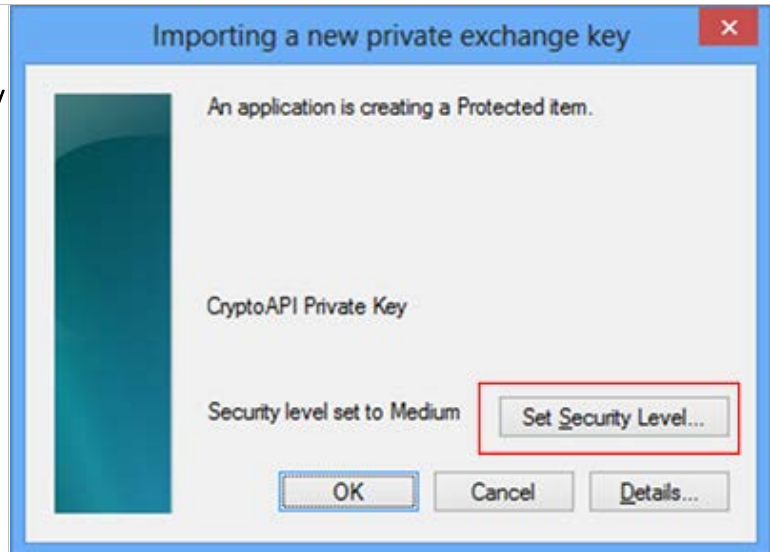 Importing a new private exchange key
An application is creating a Protected item.
CryptoAPI Private Key
Security level set to Medium
Set Security Level...
OK
Cancel
Details...